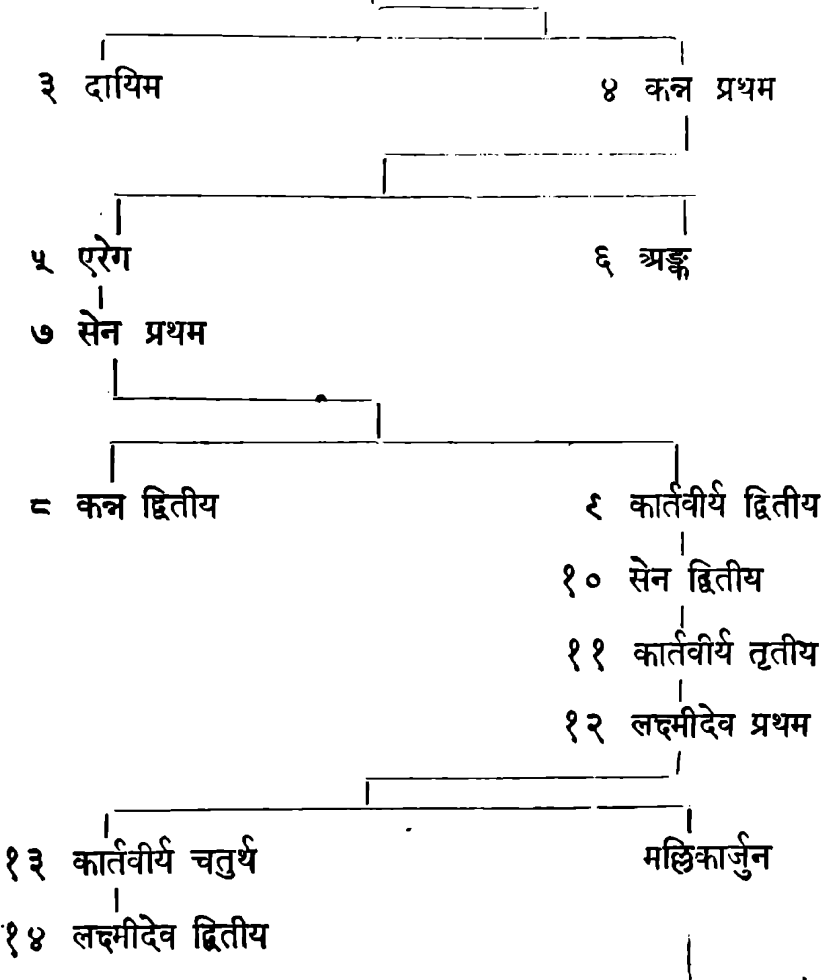 ३ दायिम ४ कन्न प्रथम
५ एरेग ६ अङ्क
७ सेन प्रथम
८ कन्न द्वितीय ९ कार्तवीर्य द्वितीय
१० सेन द्वितीय
११ कार्तवीर्य तृतीय
१२ लक्ष्मीदेव प्रथम
१३ कार्तवीर्य चतुर्थ मल्लिकार्जुन
१४ लक्ष्मीदेव द्वितीय